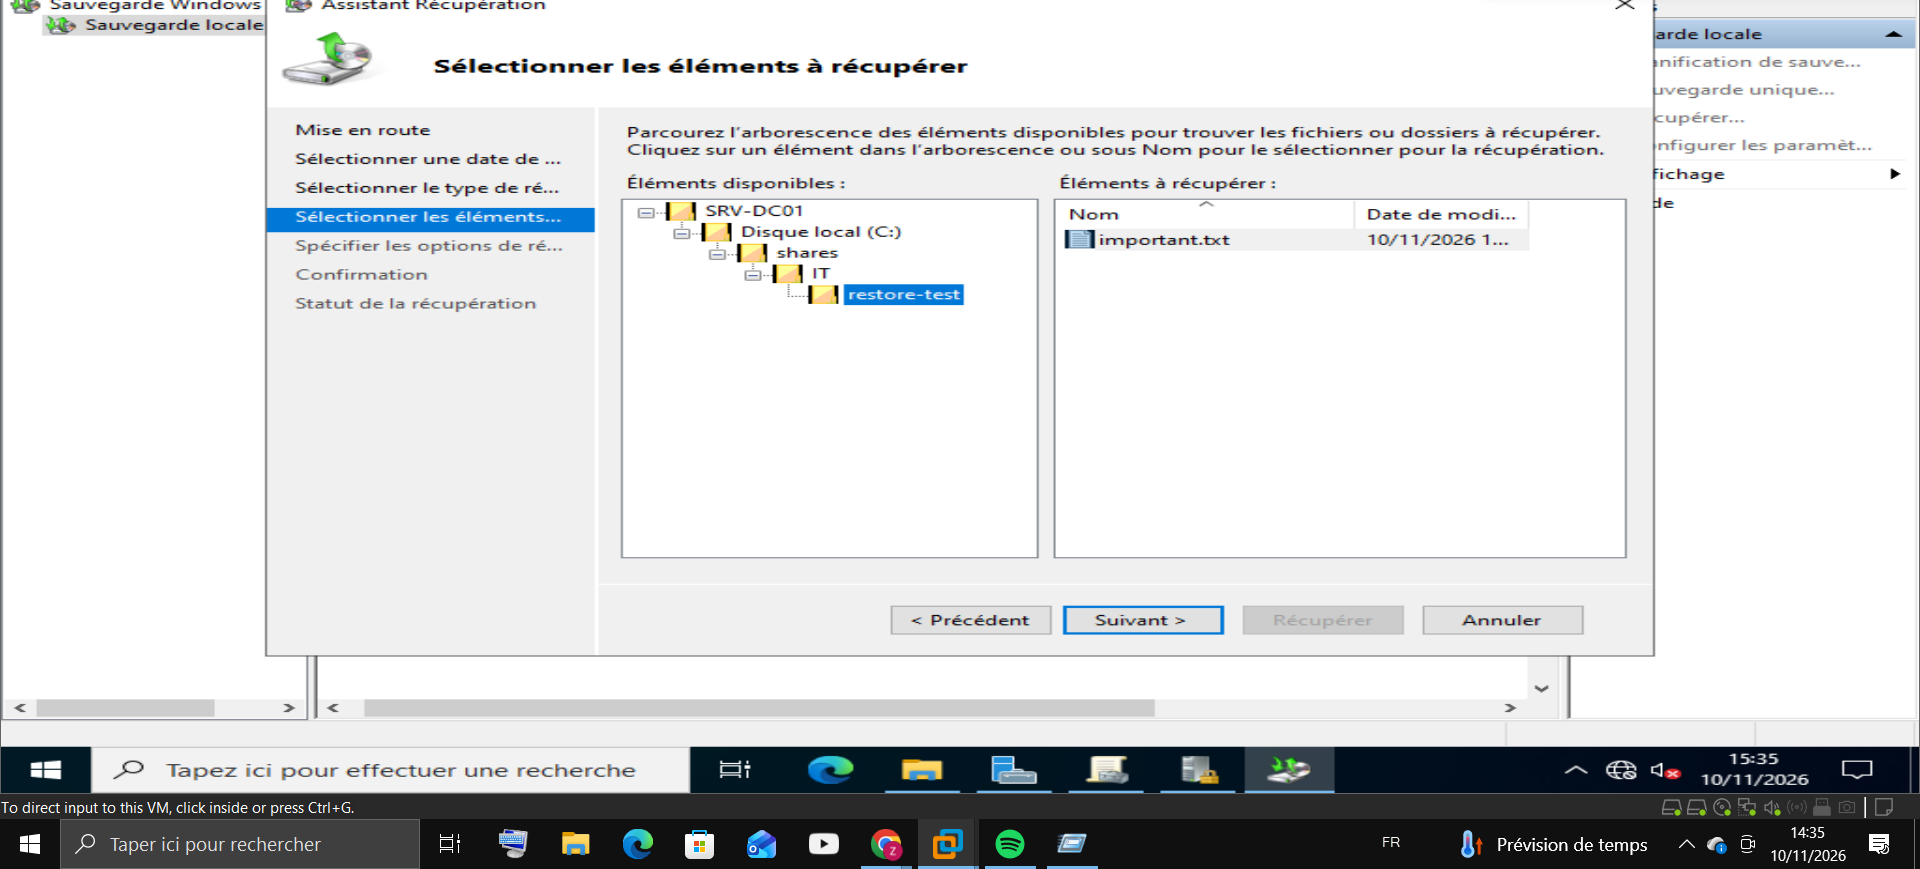 Sauvegarde Windows
Sauvegarde locale
Assistant Récupération
Sélectionner les éléments à récupérer
Mise en route
Sélectionner une date de ...
Sélectionner le type de ré...
Sélectionner les éléments...
Spécifier les options de ré...
Confirmation
Statut de la récupération
Parcourez l'arborescence des éléments disponibles pour trouver les fichiers ou dossiers à récupérer.
Cliquez sur un élément dans l'arborescence ou sous Nom pour le sélectionner pour la récupération.
Éléments disponibles :
SRV-DC01
Disque local (C:)
shares
IT
restore-test
Éléments à récupérer :
Nom
Date de modi...
important.txt
10/11/2026 1...
< Précédent
Suivant >
Récupérer
Annuler
s
arde locale
nification de sauve...
uvegarde unique...
cupérer...
nfigurer les paramèt...
fichage
de
Tapez ici pour effectuer une recherche
15:35
10/11/2026
To direct input to this VM, click inside or press Ctrl+G.
Taper ici pour rechercher
FR
Prévision de temps
14:35
10/11/2026